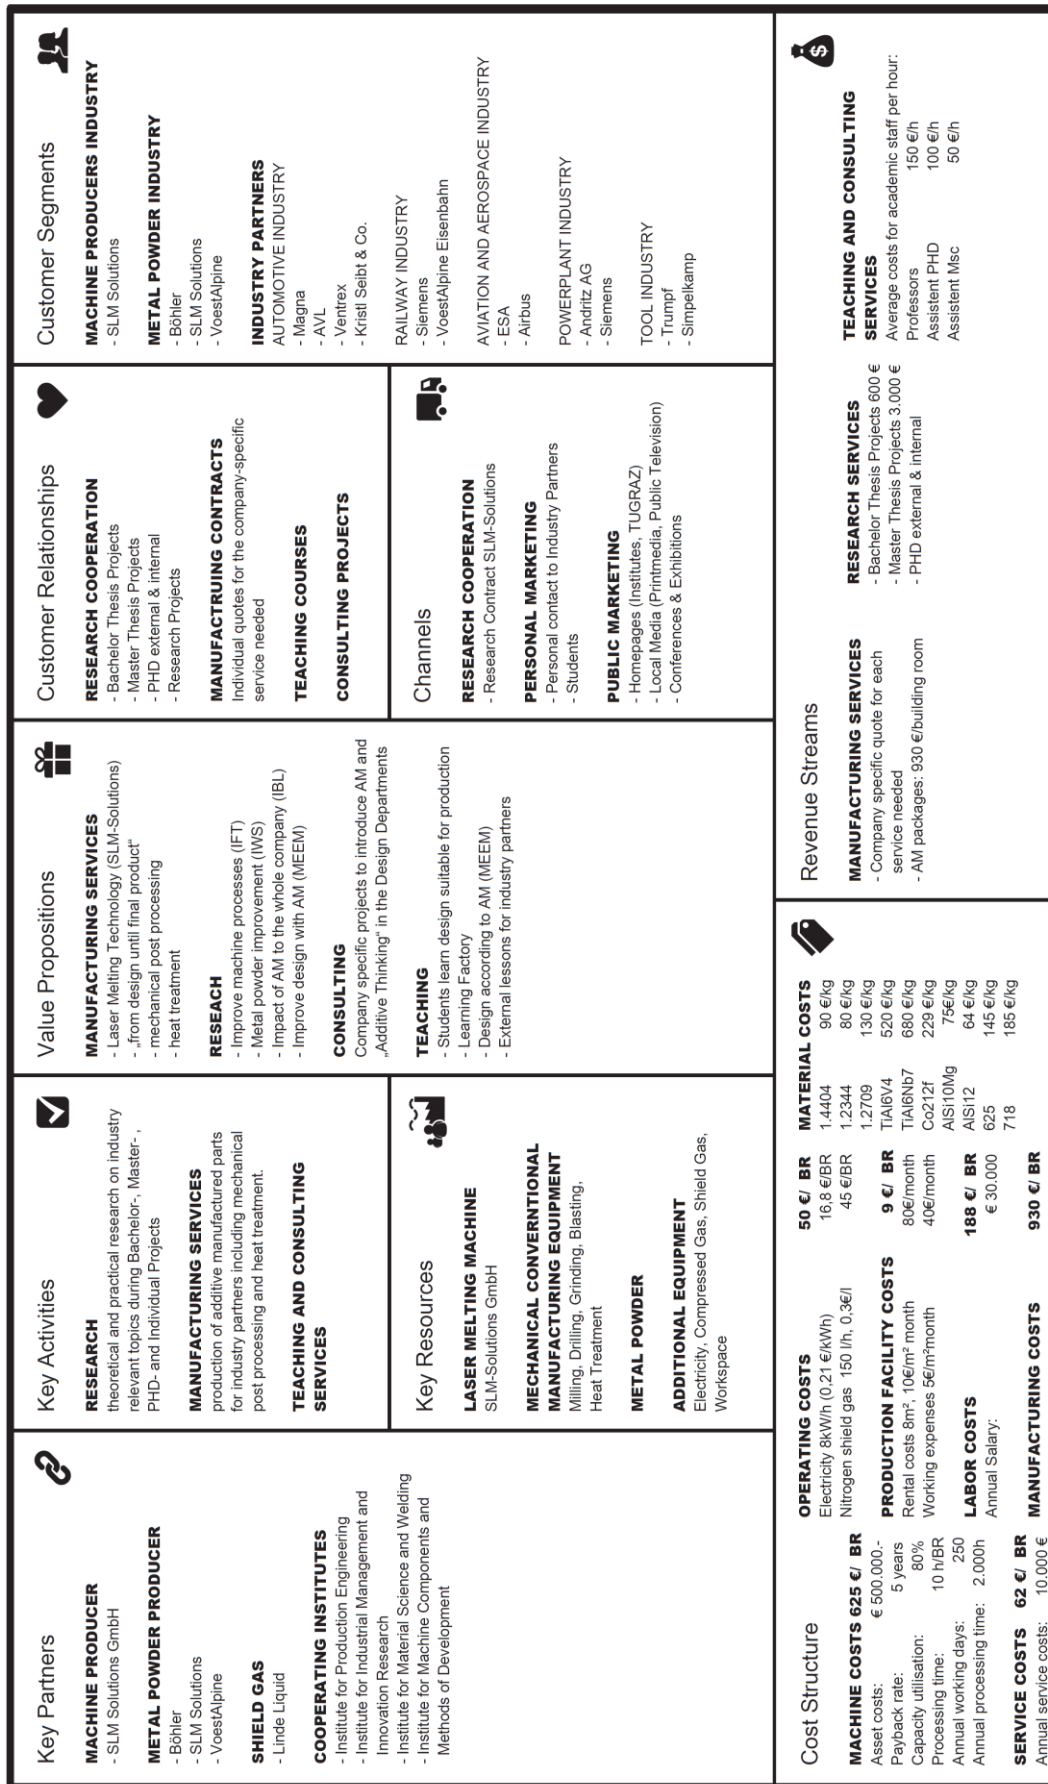 Key Partners
MACHINE PRODUCER
- SLM Solutions GmbH
METAL POWDER PRODUCER
- Böhler
- SLM Solutions
- VoestAlpine
SHIELD GAS
- Linde Liquid
COOPERATING INSTITUTES
- Institute for Production Engineering
- Institute for Industrial Management and
Innovation Research
- Institute for Material Science and Welding
- Institute for Machine Components and
Methods of Development
Key Activities
RESEARCH
theoretical and practical research on industry
relevant topics during Bachelor-, Master- ,
PHD- and Individual Projects
MANUFACTURING SERVICES
production of additive manufactured parts
for industry partners including mechanical
post processing and heat treatment.
TEACHING AND CONSULTING
SERVICES
Key Resources
LASER MELTING MACHINE
SLM-Solutions GmbH
MECHANICAL CONVERNTIONAL
MANUFACTURING EQUIPMENT
Milling, Drilling, Grinding, Blasting,
Heat Treatment
METAL POWDER
ADDITIONAL EQUIPMENT
Electricity, Compressed Gas, Shield Gas,
Workspace
Value Propositions
MANUFACTURING SERVICES
- Laser Melting Technology (SLM-Solutions)
- „from design until final product“
- mechanical post processing
- heat treatment
RESEACH
- Improve machine processes (IFT)
- Metal powder improvement (IWS)
- Impact of AM to the whole company (IBL)
- Improve design with AM (MEEM)
CONSULTING
Company specific projects to introduce AM and
„Additive Thinking“ in the Design Departments
TEACHING
- Students learn design suitable for production
- Learning Factory
- Design according to AM (MEEM)
- External lessons for industry partners
Customer Relationships
RESEARCH COOPERATION
- Bachelor Thesis Projects
- Master Thesis Projects
- PHD external & internal
- Research Projects
MANUFACTRUING CONTRACTS
Individual quotes for the company-specific
service needed
TEACHING COURSES
CONSULTING PROJECTS
Channels
RESEARCH COOPERATION
- Research Contract SLM-Solutions
PERSONAL MARKETING
- Personal contact to Industry Partners
- Students
PUBLIC MARKETING
- Homepages (Institutes, TUGRAZ)
- Local Media (Printmedia, Public Television)
- Conferences & Exhibitions
Customer Segments
MACHINE PRODUCERS INDUSTRY
- SLM Solutions
METAL POWDER INDUSTRY
- Böhler
- SLM Solutions
- VoestAlpine
INDUSTRY PARTNERS
AUTOMOTIVE INDUSTRY
- Magna
- AVL
- Ventrex
- Kristl Seibt & Co.
RAILWAY INDUSTRY
- Siemens
- VoestAlpine Eisenbahn
AVIATION AND AEROSPACE INDUSTRY
- ESA
- Airbus
POWERPLANT INDUSTRY
- Andritz AG
- Siemens
TOOL INDUSTRY
- Trumpf
- Simpelkamp
Cost Structure
MACHINE COSTS 625 €/ BR
Asset costs: € 500.000.-
Payback rate: 5 years
Capacity utilisation: 80%
Processing time: 10 h/BR
Annual working days: 250
Annual processing time: 2.000h
SERVICE COSTS 62 €/ BR
Annual service costs: 10.000 €
OPERATING COSTS 50 €/ BR
Electricity 8kW/h (0,21 €/kWh) 16,8 €/BR
Nitrogen shield gas 150 l/h, 0,3€/l 45 €/BR
PRODUCTION FACILITY COSTS 9 €/ BR
Rental costs 8m², 10€/m² month 80€/month
Working expenses 5€/m²month 40€/month
LABOR COSTS 188 €/ BR
Annual Salary: € 30.000
MANUFACTURING COSTS 930 €/ BR
MATERIAL COSTS
1.4404 90 €/kg
1.2344 80 €/kg
1.2709 130 €/kg
TiAl6V4 520 €/kg
TiAl6Nb7 680 €/kg
Co212f 229 €/kg
AlSi10Mg 75€/kg
AlSi12 64 €/kg
625 145 €/kg
718 185 €/kg
Revenue Streams
MANUFACTURING SERVICES
- Company specific quote for each
service needed
- AM packages: 930 €/building room
RESEARCH SERVICES
- Bachelor Thesis Projects 600 €
- Master Thesis Projects 3.000 €
- PHD external & internal
TEACHING AND CONSULTING
SERVICES
Average costs for academic staff per hour:
Professors 150 €/h
Assistent PHD 100 €/h
Assistent Msc 50 €/h